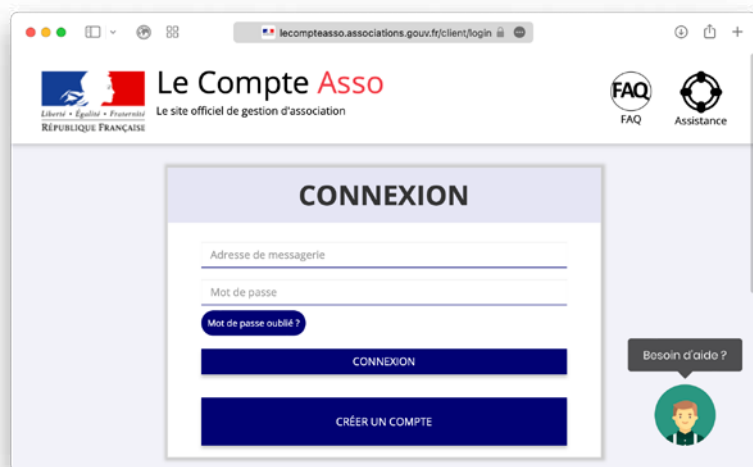 lecompteasso.associations.gouv.fr/client/login
Liberté • Égalité • Fraternité
RÉPUBLIQUE FRANÇAISE
Le Compte Asso
Le site officiel de gestion d'association
FAQ
FAQ
Assistance
CONNEXION
Adresse de messagerie
Mot de passe
Mot de passe oublié ?
CONNEXION
CRÉER UN COMPTE
Besoin d'aide ?